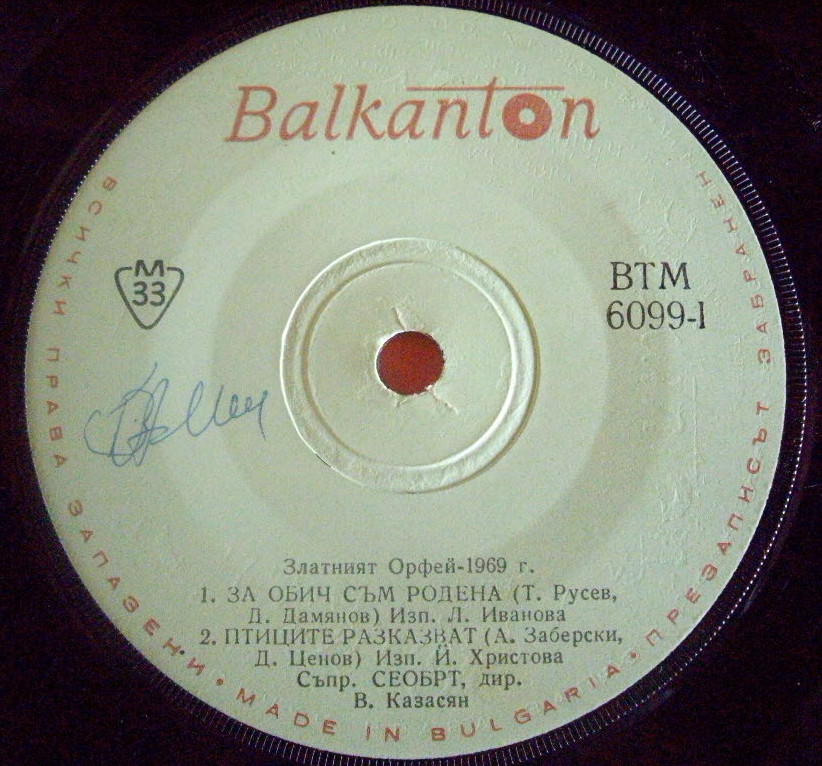 Balkanton
M
33
ВТМ
6099-I
Златният Орфей-1969 г.
1. ЗА ОБИЧ СЪМ РОДЕНА (Т. Русев,
Д. Дамянов) Изп. Л. Иванова
2. ПТИЦИТЕ РАЗКАЗВАТ (А. Заберски,
Д. Ценов) Изп. Й. Христова
Съпр. СЕОБРТ, дир.
В. Казасян
ВСИЧКИ ПРАВА ЗАПАЗЕНИ • MADE IN BULGARIA • ПРЕЗАПИСЪТ ЗАБРАНЕН